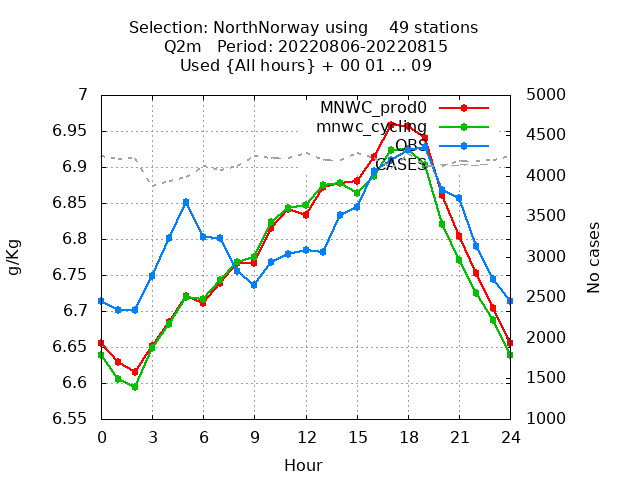 Selection: NorthNorway using    49 stations
Q2m   Period: 20220806-20220815
Used {All hours} + 00 01 ... 09
7
6.95
6.9
6.85
6.8
6.75
6.7
6.65
6.6
6.55
g/Kg
MNWC_prod0
mnwc_cycling
OBS
CASES
5000
4500
4000
3500
3000
2500
2000
1500
1000
No cases
0 3 6 9 12 15 18 21 24
Hour